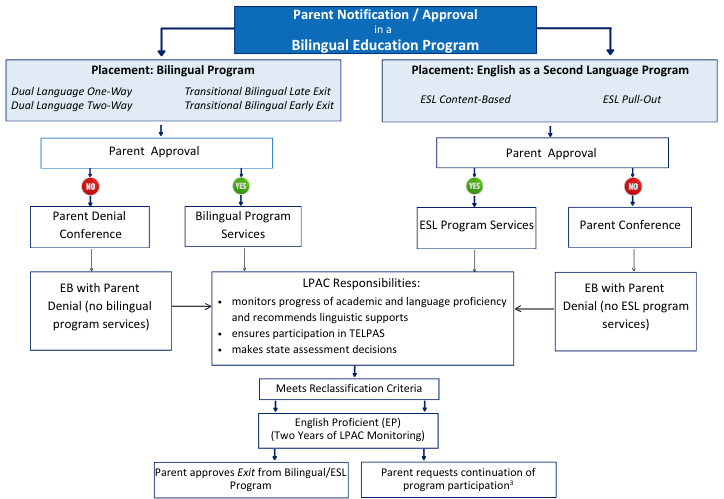 Parent Notification / Approval
in a
Bilingual Education Program
Placement: Bilingual Program
Dual Language One-Way
Transitional Bilingual Late Exit
Dual Language Two-Way
Transitional Bilingual Early Exit
Placement: English as a Second Language Program
ESL Content-Based
ESL Pull-Out
Parent Approval
Parent Approval
NO
YES
YES
NO
Parent Denial
Conference
Bilingual Program
Services
ESL Program Services
Parent Conference
EB with Parent
Denial (no bilingual
program services)
LPAC Responsibilities:
• monitors progress of academic and language proficiency
and recommends linguistic supports
• ensures participation in TELPAS
• makes state assessment decisions
EB with Parent
Denial (no ESL program
services)
Meets Reclassification Criteria
English Proficient (EP)
(Two Years of LPAC Monitoring)
Parent approves Exit from Bilingual/ESL
Program
Parent requests continuation of
program participation³